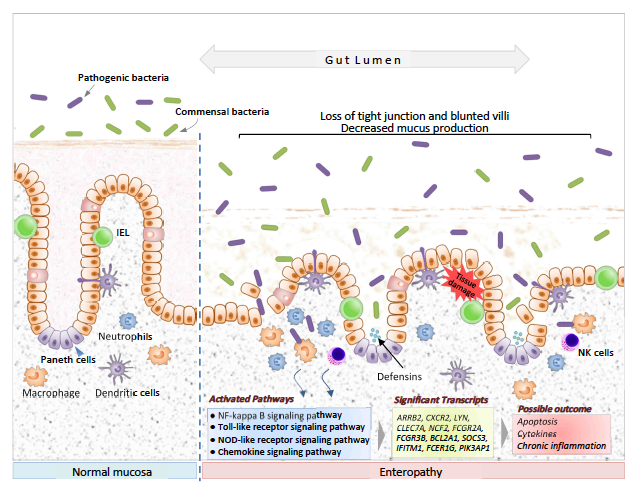 Gut Lumen
Pathogenic bacteria
Commensal bacteria
Loss of tight junction and blunted villi
Decreased mucus production
IEL
Tissue
damage
Neutrophils
Paneth cells
NK cells
Defensins
Macrophage
Dendritic cells
Activated Pathways
● NF-kappa B signaling pathway
● Toll-like receptor signaling pathway
● NOD-like receptor signaling pathway
● Chemokine signaling pathway
Significant Transcripts
ARRB2, CXCR2, LYN,
CLEC7A, NCF2, FCGR2A,
FCGR3B, BCL2A1, SOCS3,
IFITM1, FCER1G, PIK3AP1
Possible outcome
Apoptosis
Cytokines
Chronic inflammation
Normal mucosa
Enteropathy